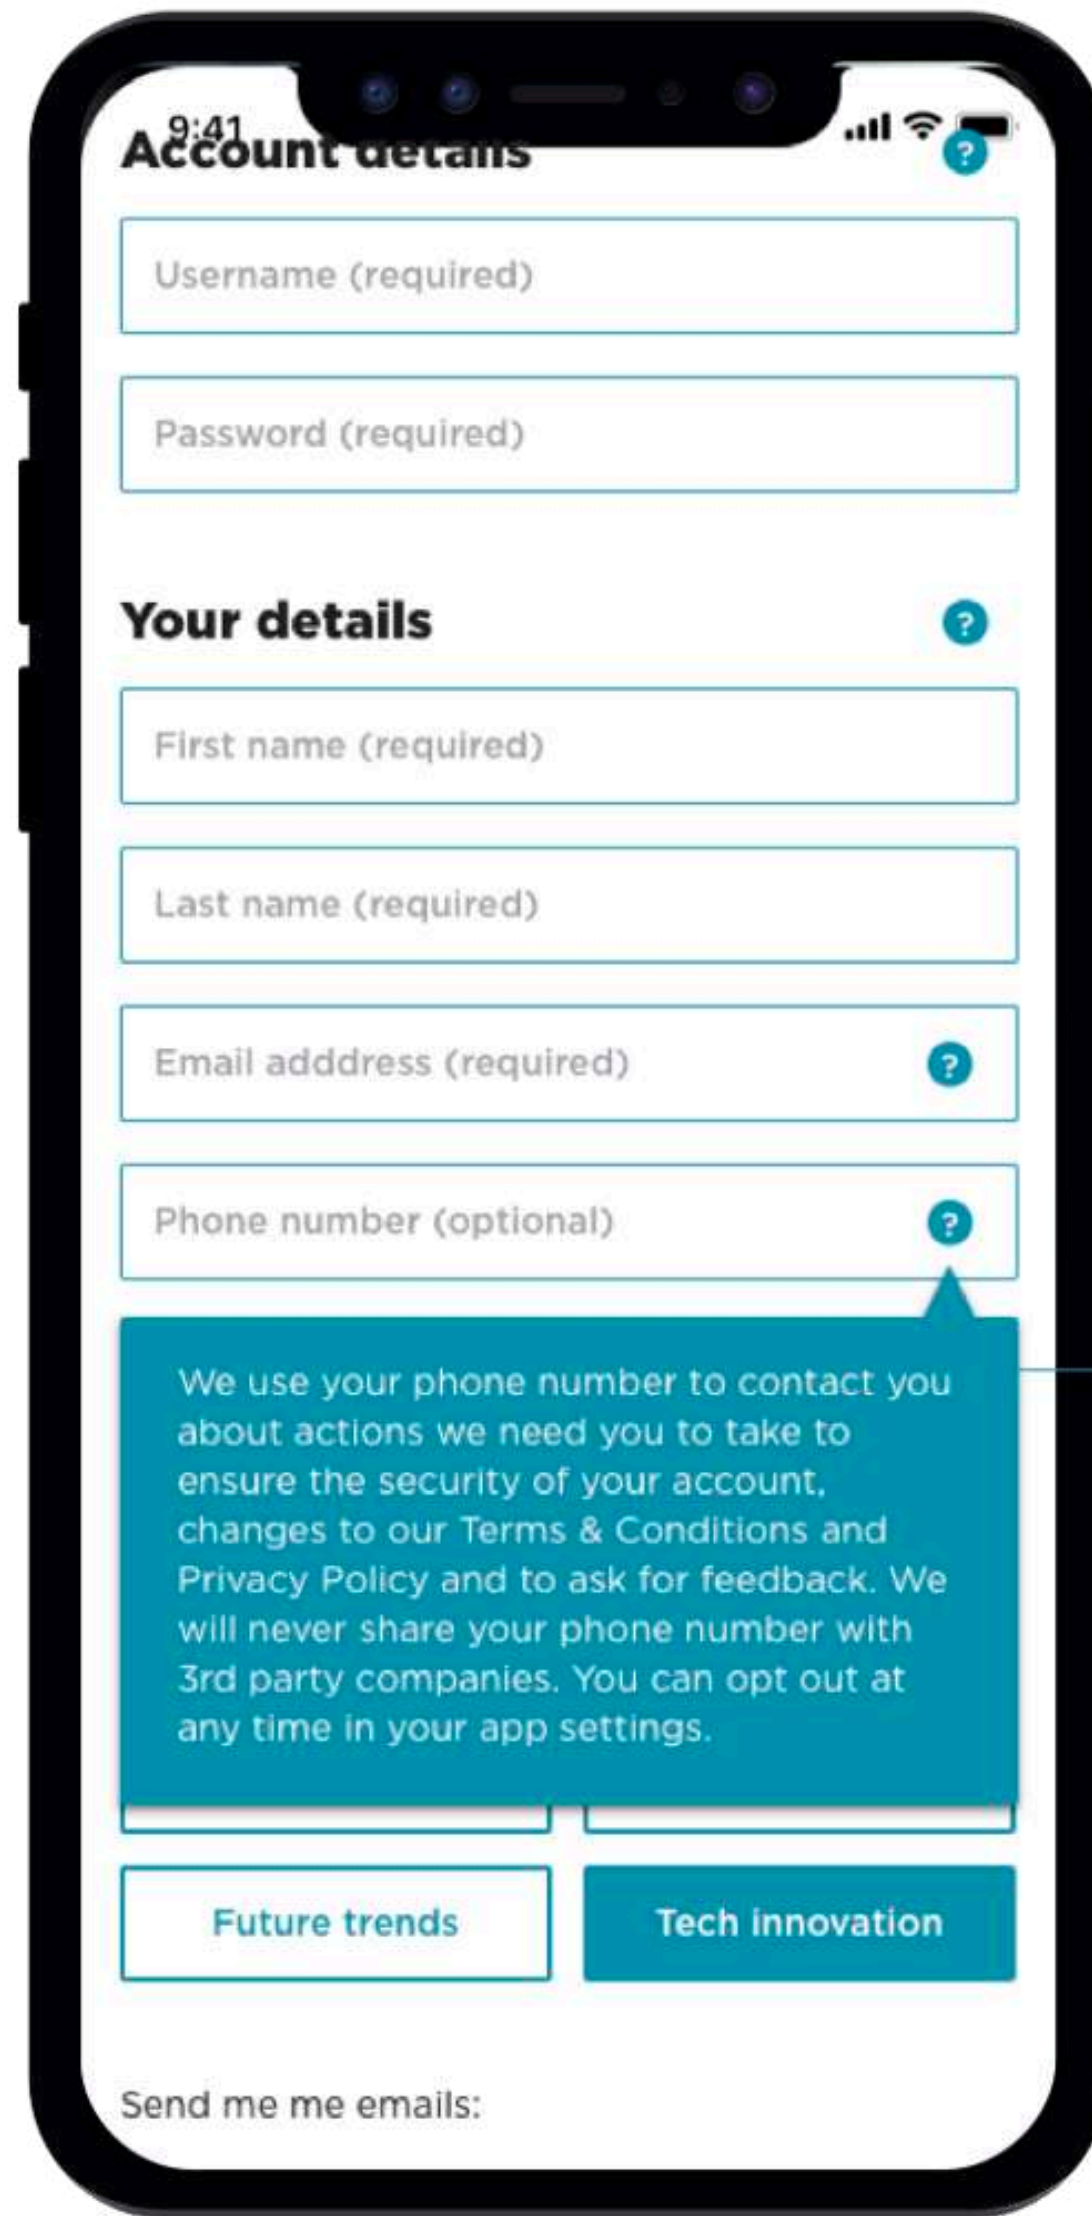 9:41
Account details
?
Username (required)
Password (required)
Your details
?
First name (required)
Last name (required)
Email adddress (required)
?
Phone number (optional)
?
We use your phone number to contact you
about actions we need you to take to
ensure the security of your account,
changes to our Terms & Conditions and
Privacy Policy and to ask for feedback. We
will never share your phone number with
3rd party companies. You can opt out at
any time in your app settings.
Future trends
Tech innovation
Send me me emails: